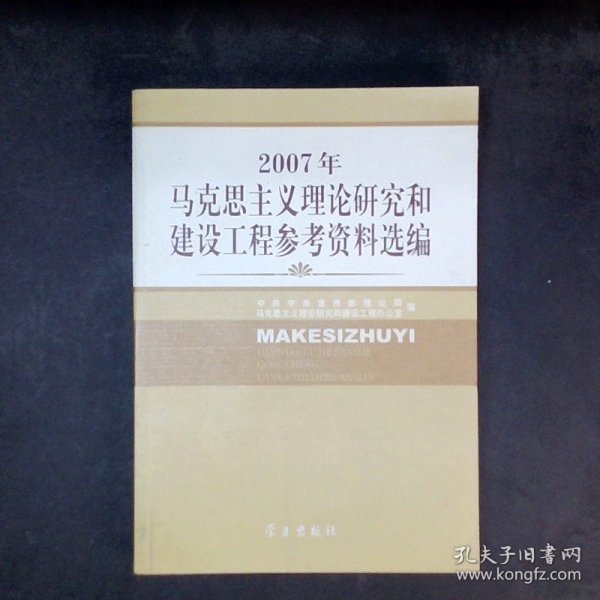 2007年
马克思主义理论研究和
建设工程参考资料选编
中共中央宣传部理论局
马克思主义理论研究和建设工程办公室 编
MAKESIZHUYI
学习出版社
孔夫子旧书网
www.kongfz.com